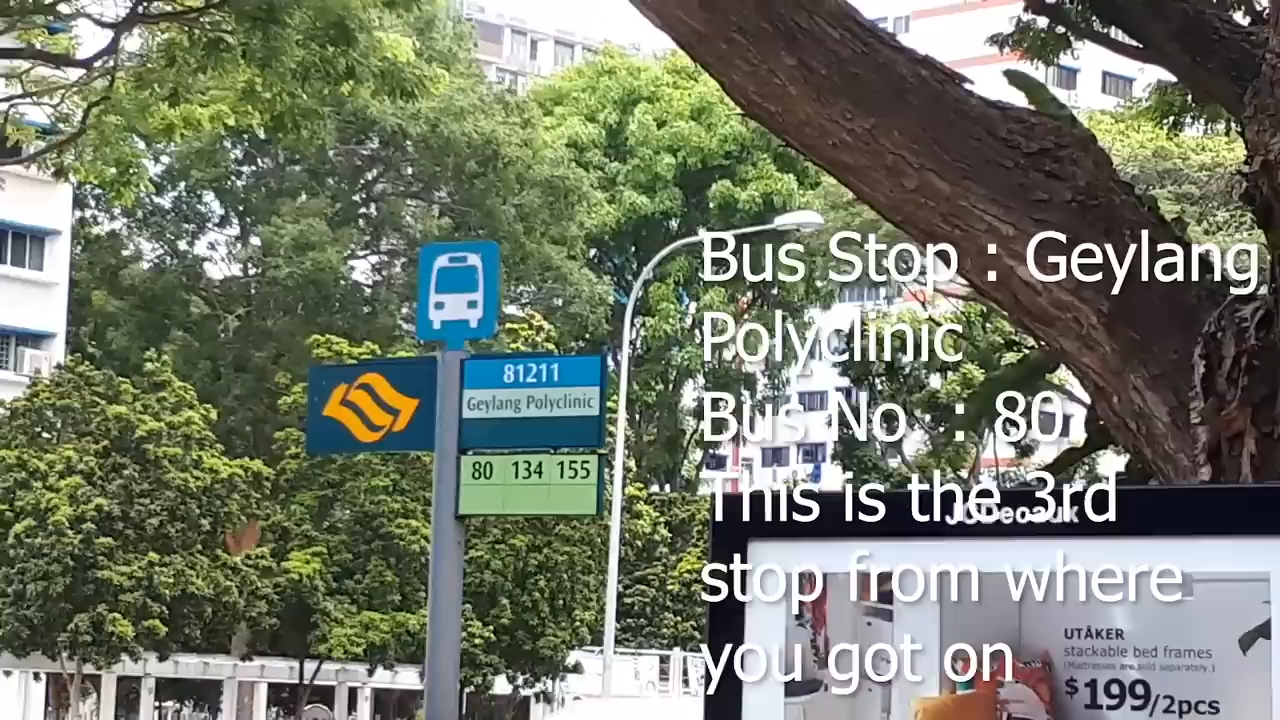 81211
Geylang Polyclinic
80 134 155
Bus Stop : Geylang
Polyclinic
Bus No. : 80
This is the 3rd
stop from where
you got on
JCDecaux
UTÅKER
stackable bed frames
(Mattresses are sold separately.)
$199/2pcs